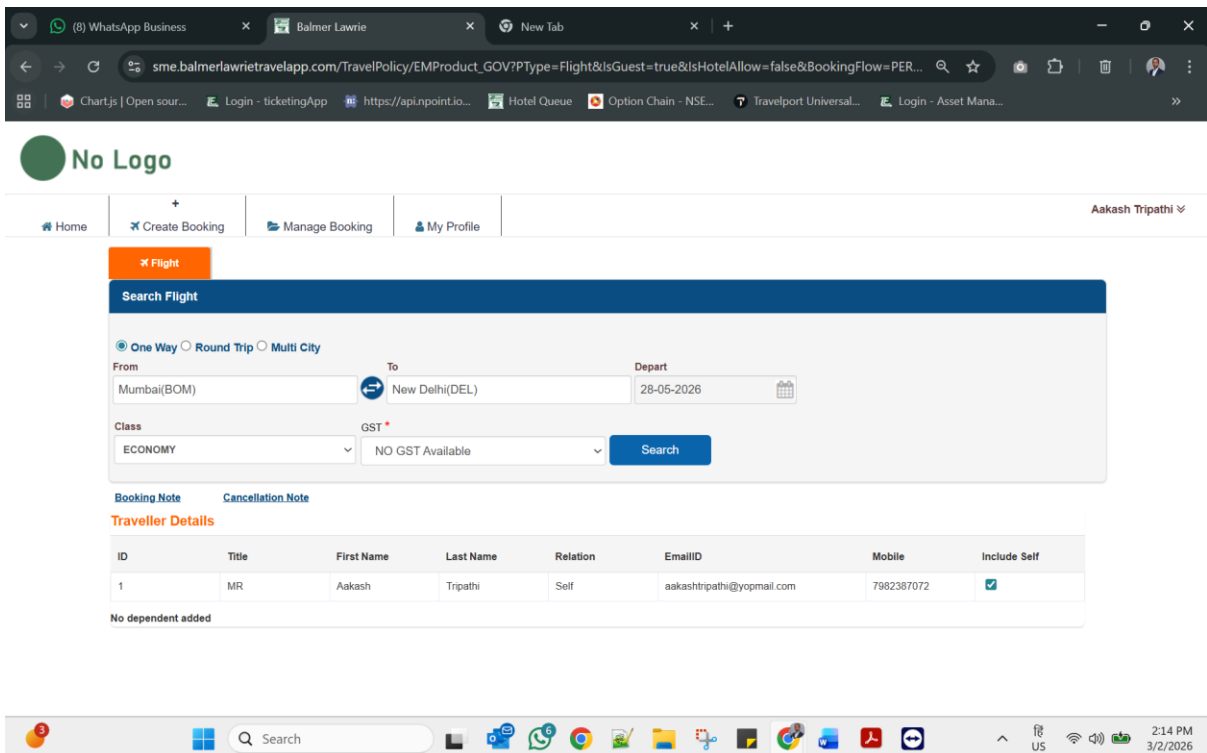 (8) WhatsApp Business
Balmer Lawrie
New Tab
sme.balmerlawrietravelapp.com/TravelPolicy/EMProduct_GOV?PType=Flight&IsGuest=true&IsHotelAllow=false&BookingFlow=PER...
Chart.js | Open sour...
Login - ticketingApp
https://api.npoint.io...
Hotel Queue
Option Chain - NSE...
Travelport Universal...
Login - Asset Mana...
No Logo
Aakash Tripathi
+
Home
Create Booking
Manage Booking
My Profile
Flight
Search Flight
One Way Round Trip Multi City
From To Depart
Mumbai(BOM) New Delhi(DEL) 28-05-2026
Class GST *
ECONOMY NO GST Available Search
Booking Note Cancellation Note
Traveller Details
ID Title First Name Last Name Relation EmailID Mobile Include Self
1 MR Aakash Tripathi Self aakashtripathi@yopmail.com 7982387072
No dependent added
3
Search
6
हि
US
2:14 PM
3/2/2026